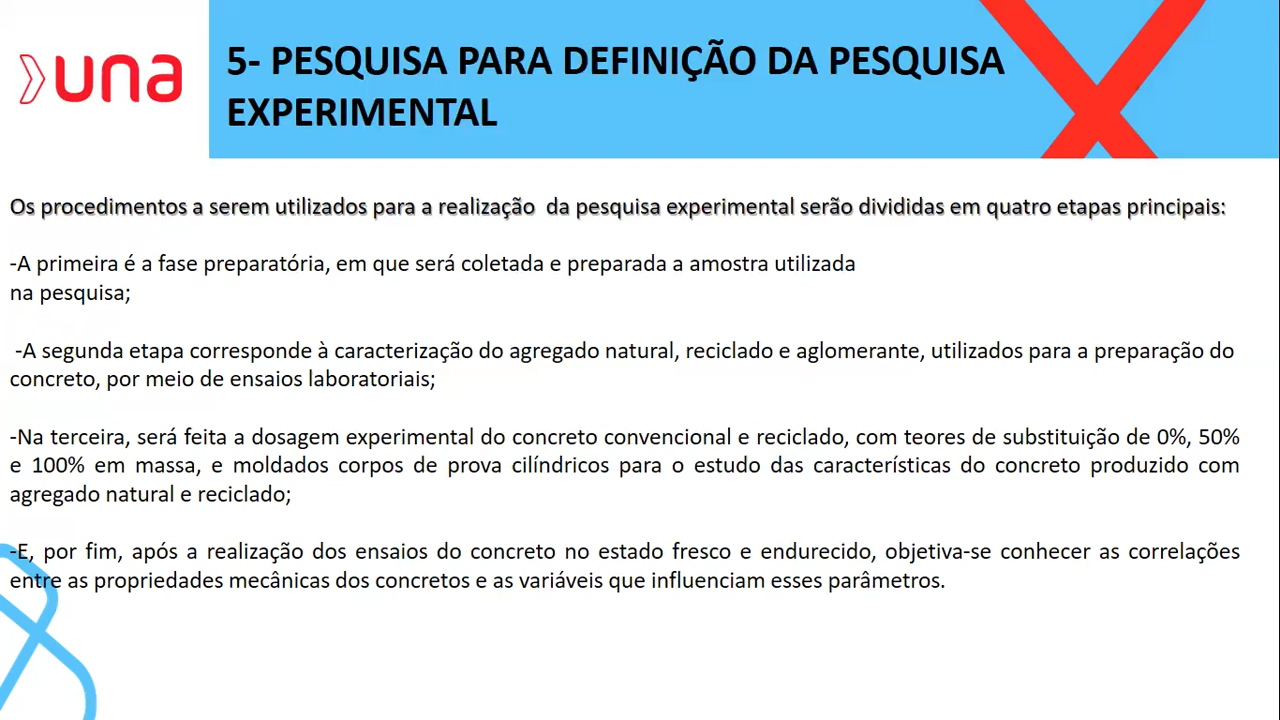 una
5- PESQUISA PARA DEFINIÇÃO DA PESQUISA
EXPERIMENTAL
Os procedimentos a serem utilizados para a realização  da pesquisa experimental serão divididas em quatro etapas principais:
-A primeira é a fase preparatória, em que será coletada e preparada a amostra utilizada
na pesquisa;
-A segunda etapa corresponde à caracterização do agregado natural, reciclado e aglomerante, utilizados para a preparação do
concreto, por meio de ensaios laboratoriais;
-Na terceira, será feita a dosagem experimental do concreto convencional e reciclado, com teores de substituição de 0%, 50%
e 100% em massa, e moldados corpos de prova cilíndricos para o estudo das características do concreto produzido com
agregado natural e reciclado;
-E, por fim, após a realização dos ensaios do concreto no estado fresco e endurecido, objetiva-se conhecer as correlações
entre as propriedades mecânicas dos concretos e as variáveis que influenciam esses parâmetros.